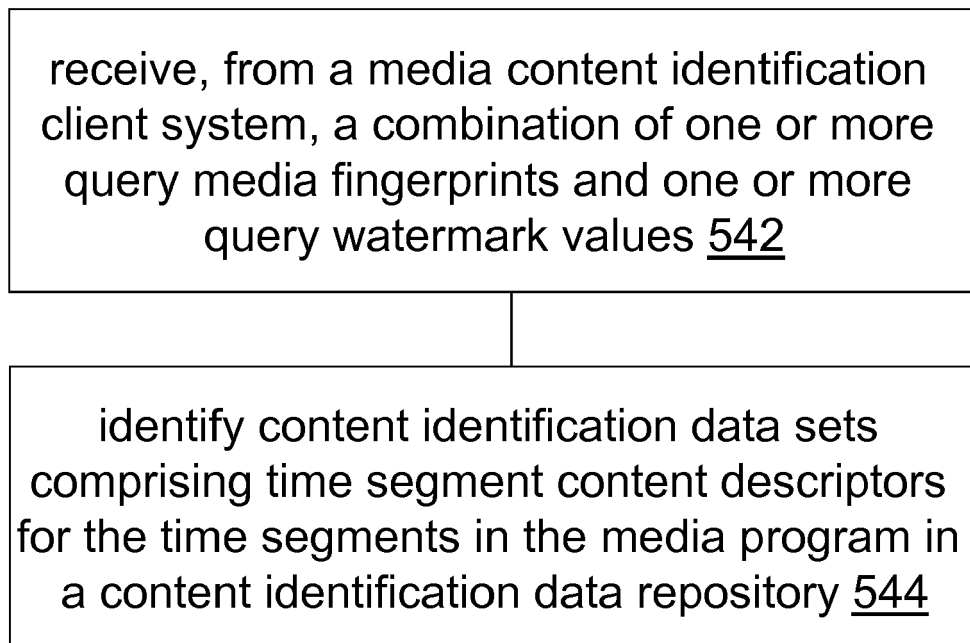 receive, from a media content identification
client system, a combination of one or more
query media fingerprints and one or more
query watermark values 542
identify content identification data sets
comprising time segment content descriptors
for the time segments in the media program in
a content identification data repository 544